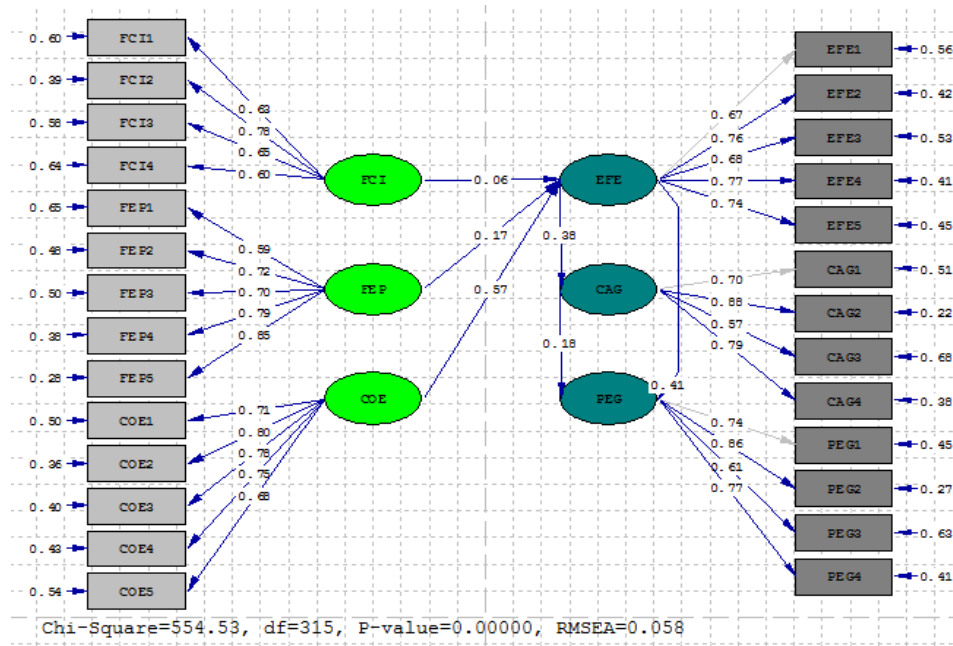 0.60 FCI1
0.39 FCI2
0.58 FCI3
0.64 FCI4
0.65 FEP1
0.48 FEP2
0.50 FEP3
0.38 FEP4
0.28 FEP5
0.50 COE1
0.36 COE2
0.40 COE3
0.43 COE4
0.54 COE5
0.63
0.78
0.65
0.60
0.59
0.72
0.70
0.79
0.85
0.71
0.80
0.78
0.75
0.68
FCI
FEP
COE
0.06
0.17
0.57
EFE
0.38
CAG
0.18
PEG
0.41
0.67
0.76
0.68
0.77
0.74
0.70
0.88
0.57
0.79
0.74
0.86
0.61
0.77
EFE1 0.56
EFE2 0.42
EFE3 0.53
EFE4 0.41
EFE5 0.45
CAG1 0.51
CAG2 0.22
CAG3 0.68
CAG4 0.38
PEG1 0.45
PEG2 0.27
PEG3 0.63
PEG4 0.41
Chi-Square=554.53, df=315, P-value=0.00000, RMSEA=0.058